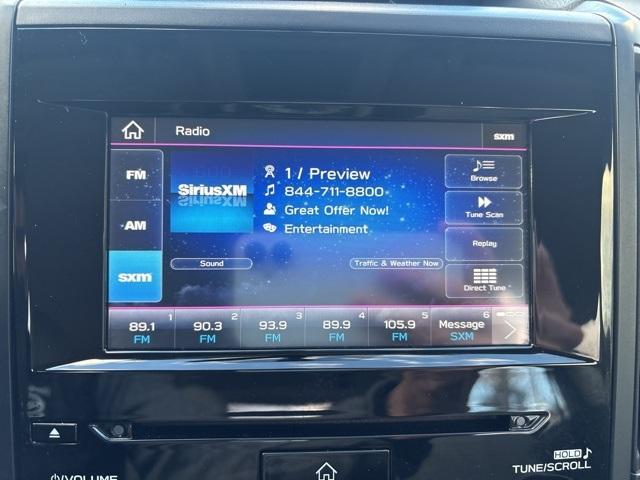 Radio
sxm
FM
AM
sxm
SiriusXM
1 / Preview
844-711-8800
Great Offer Now!
Entertainment
Browse
Tune Scan
Replay
Direct Tune
Sound
Traffic & Weather Now
1
89.1
FM
2
90.3
FM
3
93.9
FM
4
89.9
FM
5
105.9
FM
6
Message
SXM
VOLUME
HOLD
TUNE/SCROLL